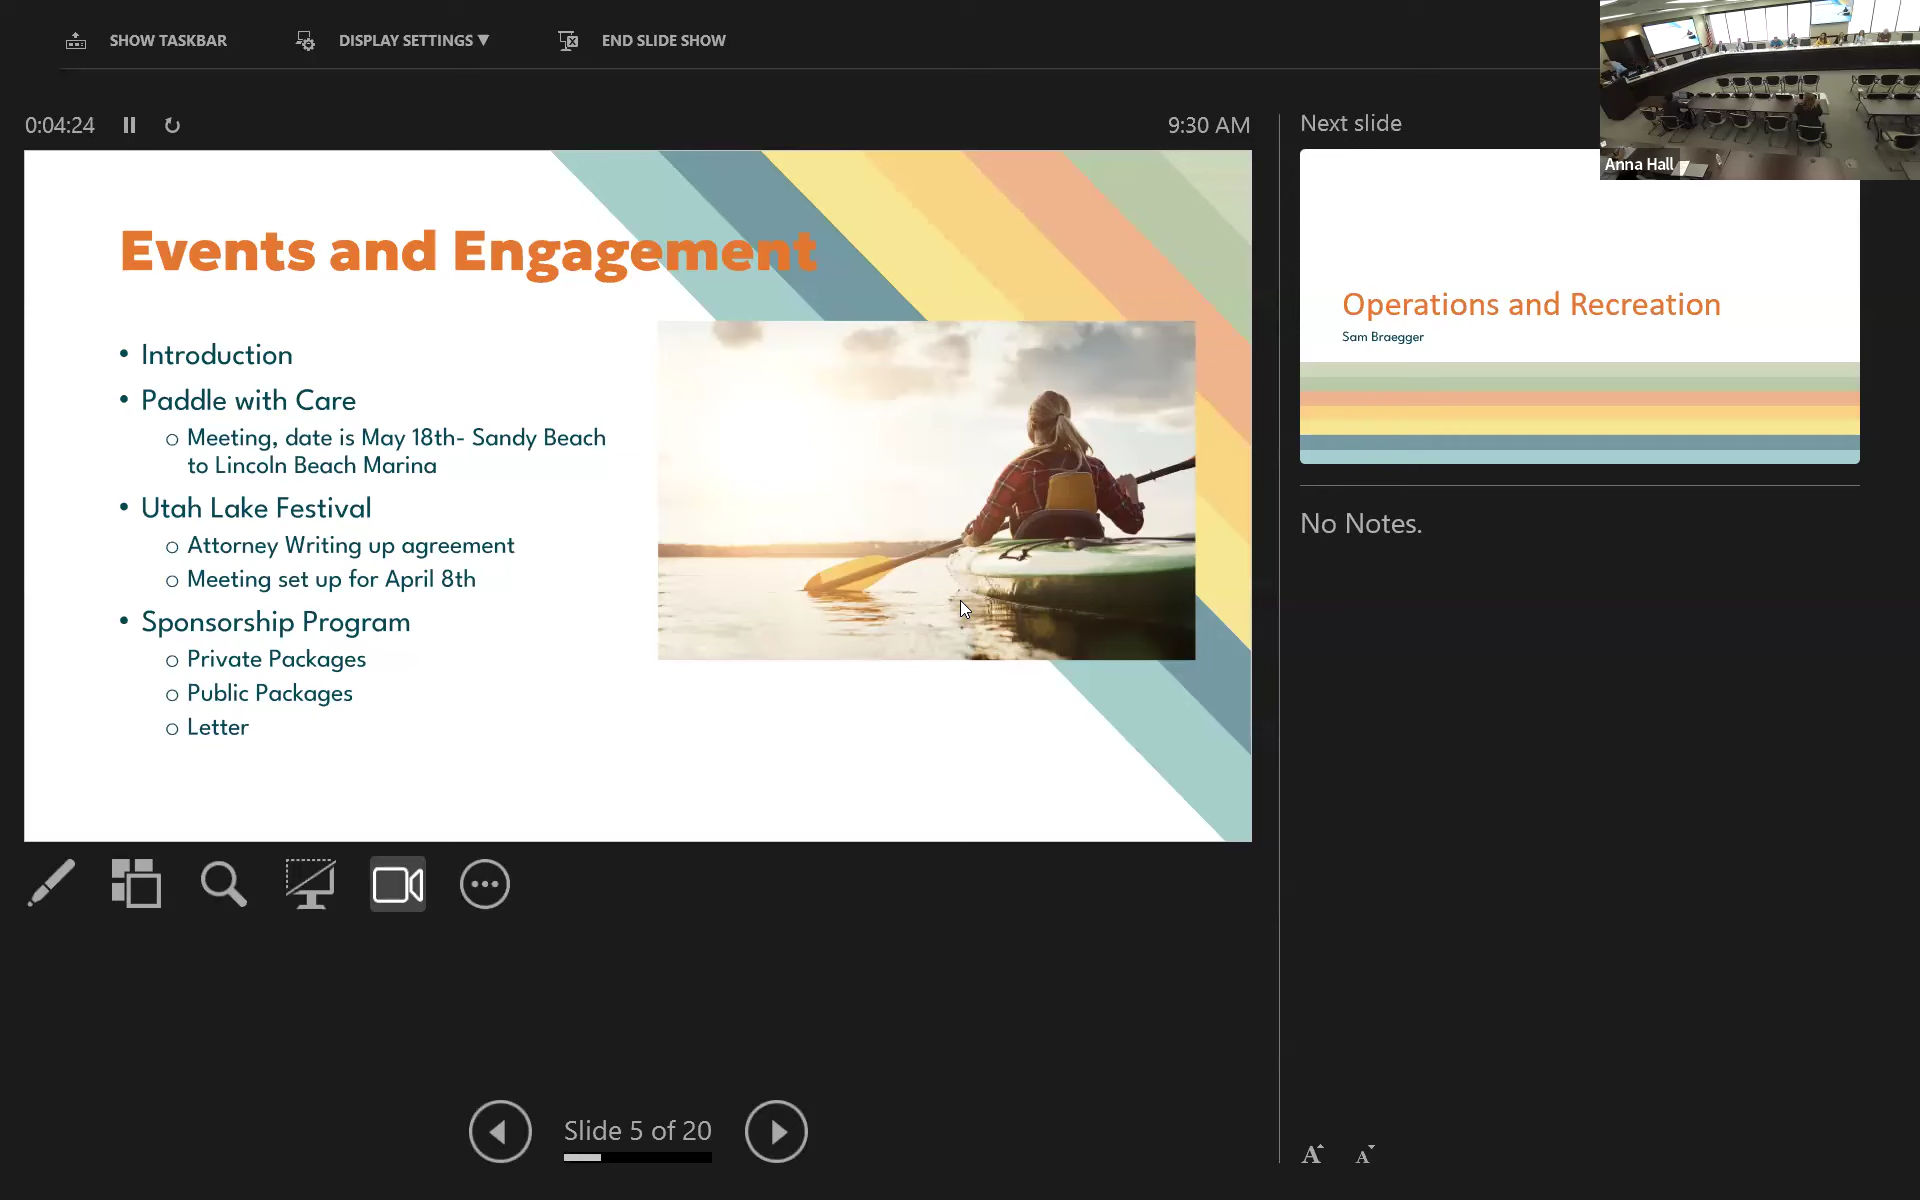 SHOW TASKBAR
DISPLAY SETTINGS ▼
END SLIDE SHOW
0:04:24
9:30 AM
Next slide
Anna Hall
Events and Engagement
• Introduction
• Paddle with Care
o Meeting, date is May 18th- Sandy Beach
to Lincoln Beach Marina
• Utah Lake Festival
o Attorney Writing up agreement
o Meeting set up for April 8th
• Sponsorship Program
o Private Packages
o Public Packages
o Letter
Operations and Recreation
Sam Braegger
No Notes.
Slide 5 of 20
A A